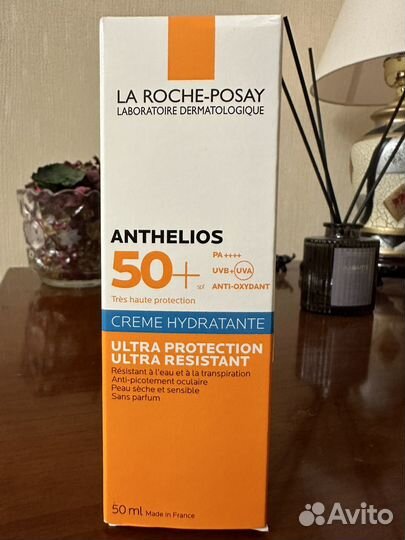 LA ROCHE-POSAY
LABORATOIRE DERMATOLOGIQUE
ANTHELIOS
50+
spf
PA ++++
UVB+UVA
ANTI-OXYDANT
Très haute protection
CREME HYDRATANTE
ULTRA PROTECTION
ULTRA RESISTANT
Résistant à l'eau et à la transpiration
Anti-picotement oculaire
Peau sèche et sensible
Sans parfum
50 ml Made in France
Avito